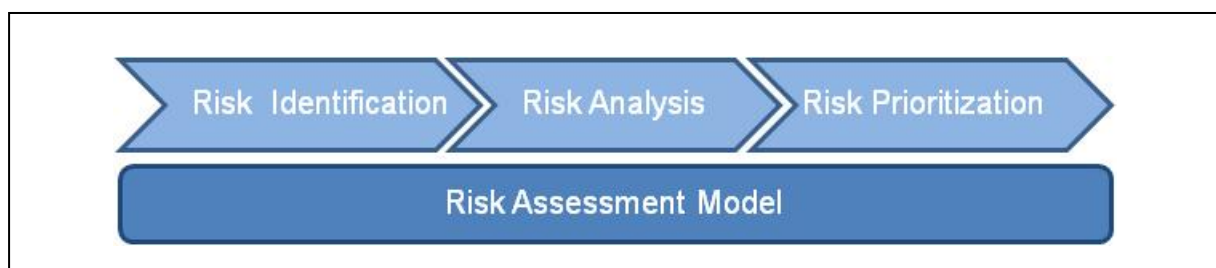 Risk Identification
Risk Analysis
Risk Prioritization
Risk Assessment Model